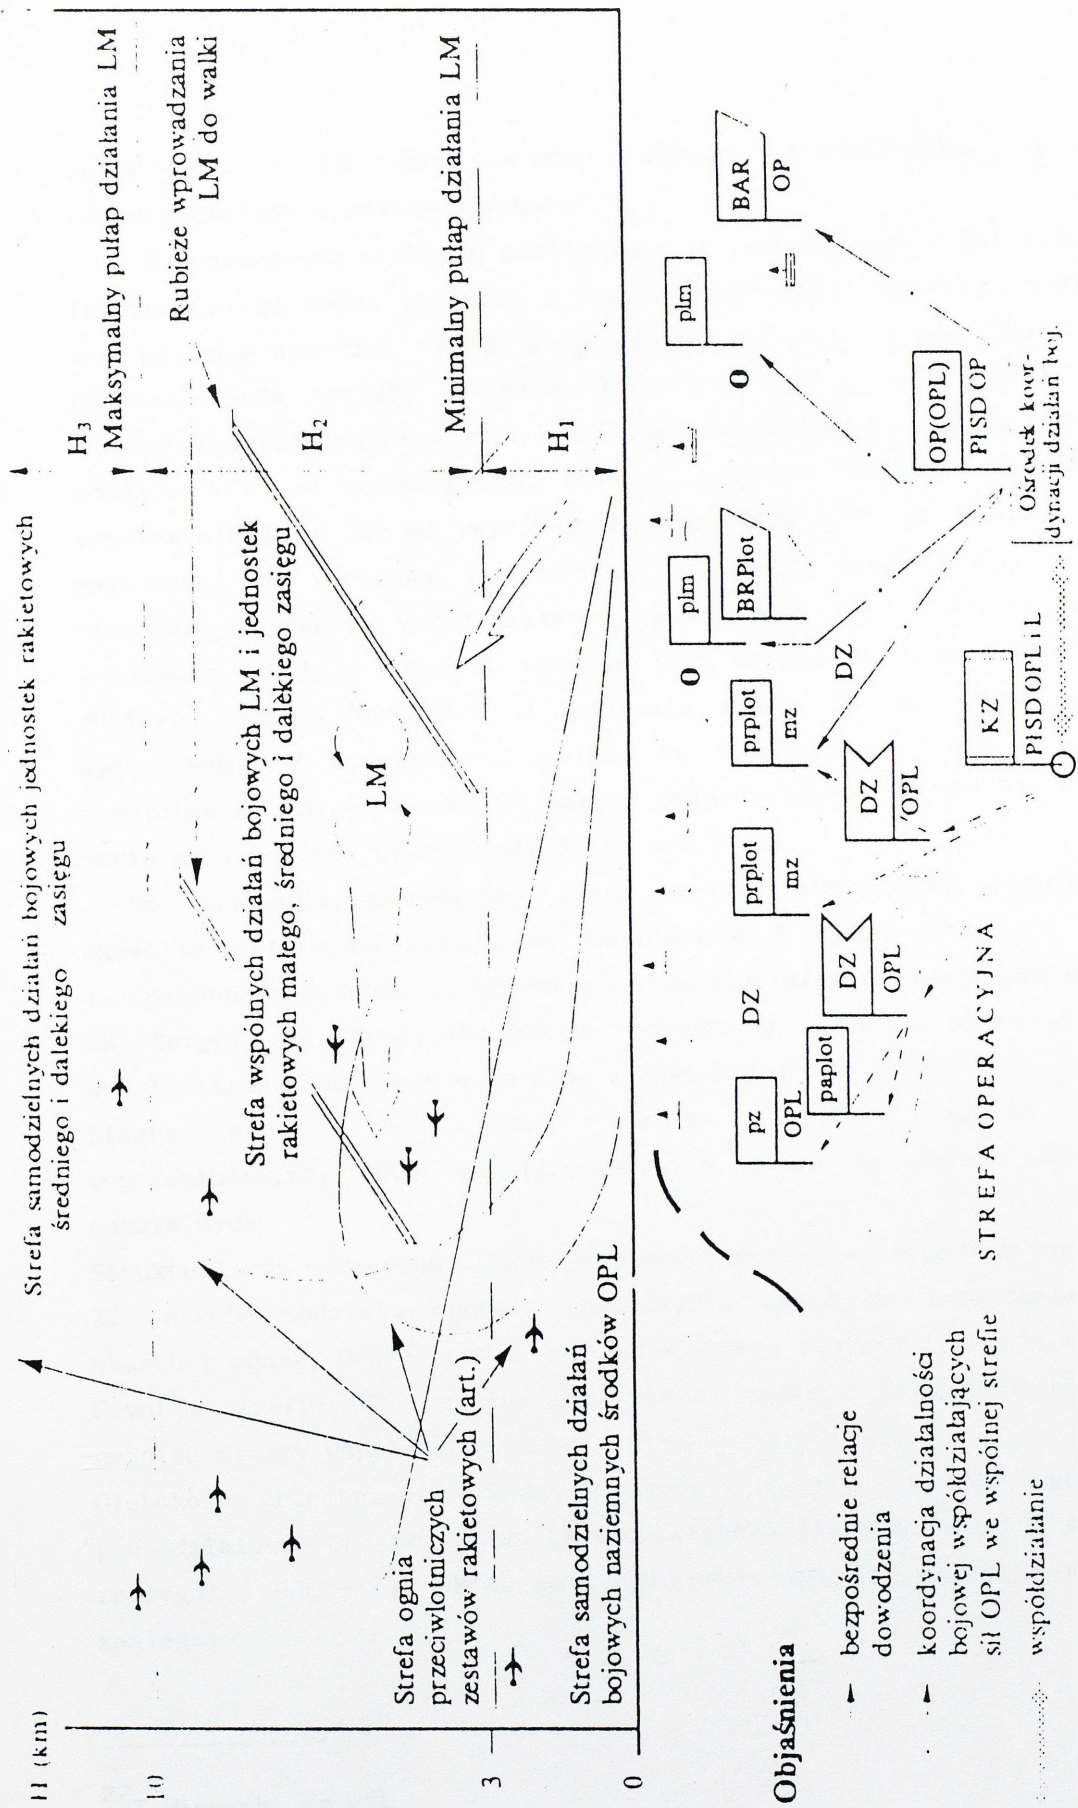 H (km)
10
3
0
Strefa samodzielnych działań bojowych jednostek rakietowych
średniego i dalekiego zasięgu
H₃
Maksymalny pułap działania LM
Rubieże wprowadzania
LM do walki
Strefa wspólnych działań bojowych LM i jednostek
rakietowych małego, średniego i dalekiego zasięgu
H₂
LM
Minimalny pułap działania LM
H₁
Strefa ognia
przeciwlotniczych
zestawów rakietowych (art.)
Strefa samodzielnych działań
bojowych naziemnych środków OPL
pz
OPL
paplot
DZ
DZ
OPL
prplot
mz
DZ
OPL
prplot
mz
DZ
O
plm
BRPlot
O
plm
BAR
OP
OP(OPL)
PISD OP
Ośrodek koor-
dynacji działań boj.
KZ
PISD OPL i L
STREFA OPERACYJNA
Objaśnienia
bezpośrednie relacje
dowodzenia
koordynacja działalności
bojowej współdziałających
sił OPL we wspólnej strefie
współdziałanie